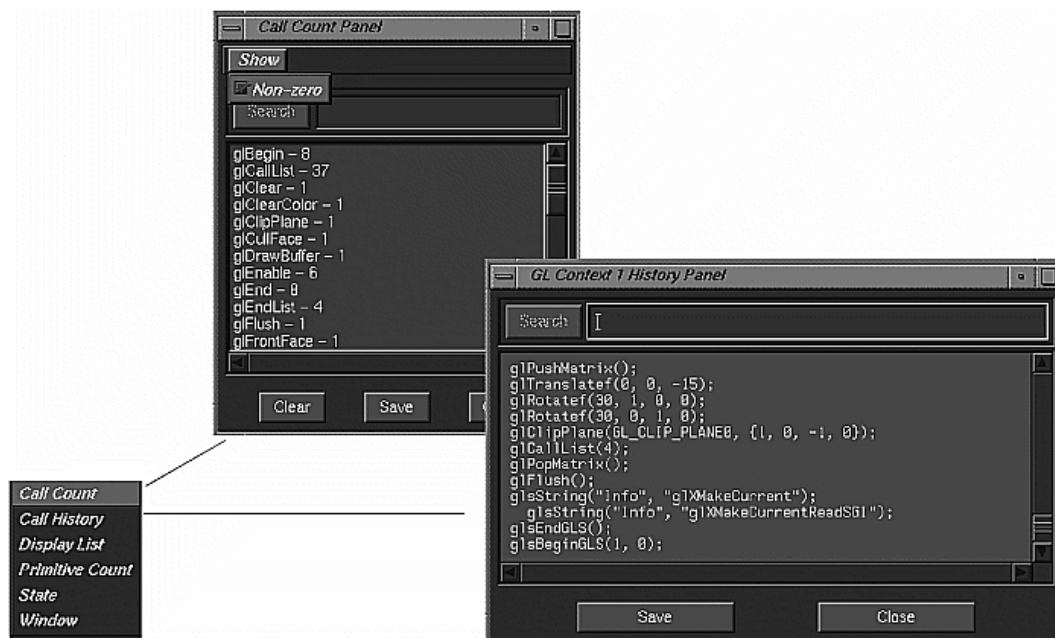 Call Count Panel
Show
Non-zero
Search
glBegin - 8
glCallList - 37
glClear - 1
glClearColor - 1
glClipPlane - 1
glCullFace - 1
glDrawBuffer - 1
glEnable - 6
glEnd - 8
glEndList - 4
glFlush - 1
glFrontFace - 1
Clear Save
GL Context 1 History Panel
Search
glPushMatrix();
glTranslatef(0, 0, -15);
glRotatef(30, 1, 0, 0);
glRotatef(30, 0, 1, 0);
glClipPlane(GL_CLIP_PLANE0, {1, 0, -1, 0});
glCallList(4);
glPopMatrix();
glFlush();
glsString("Info", "glXMakeCurrent");
glsString("Info", "glXMakeCurrentReadSGI");
glsEndGLS();
glsBeginGLS(1, 0);
Save Close
Call Count
Call History
Display List
Primitive Count
State
Window